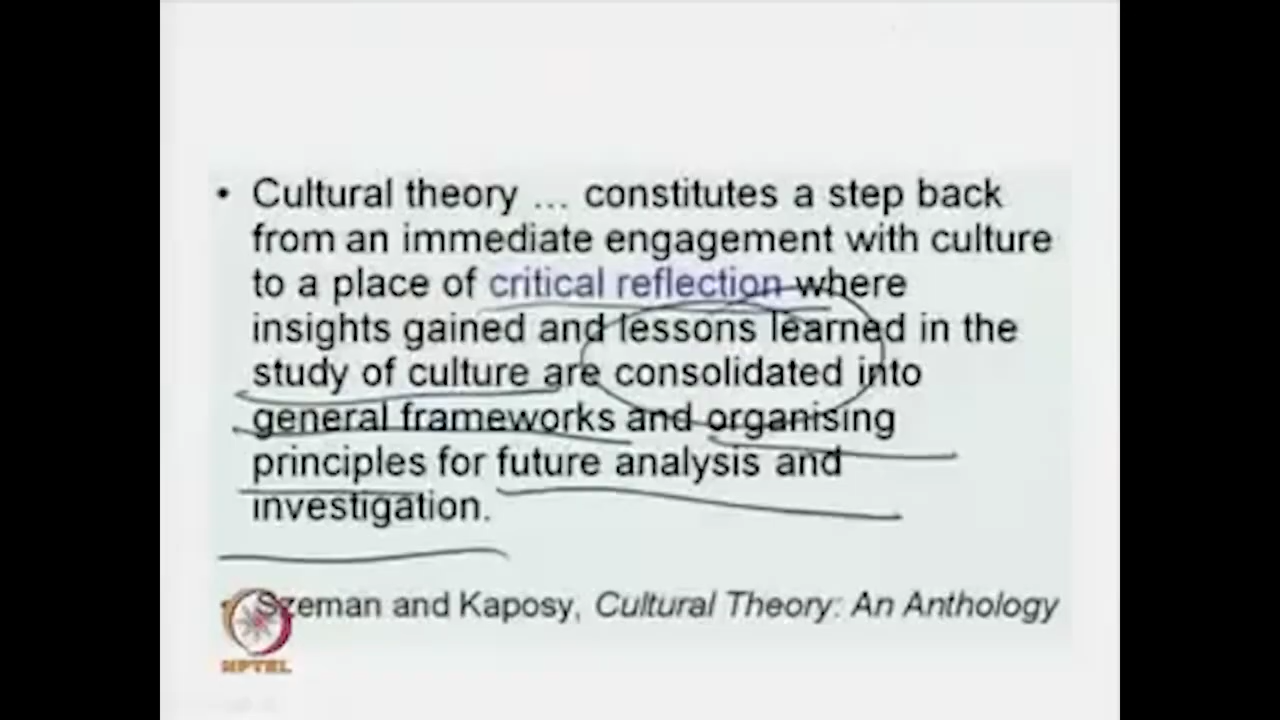 • Cultural theory ... constitutes a step back
from an immediate engagement with culture
to a place of critical reflection where
insights gained and lessons learned in the
study of culture are consolidated into
general frameworks and organising
principles for future analysis and
investigation.
Szeman and Kaposy, Cultural Theory: An Anthology
NPTEL